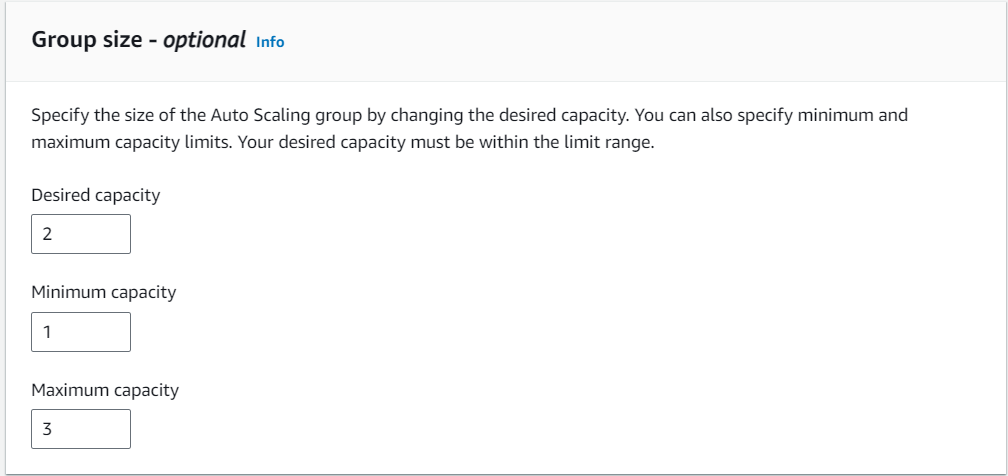 Group size - optional Info
Specify the size of the Auto Scaling group by changing the desired capacity. You can also specify minimum and
maximum capacity limits. Your desired capacity must be within the limit range.
Desired capacity
2
Minimum capacity
1
Maximum capacity
3